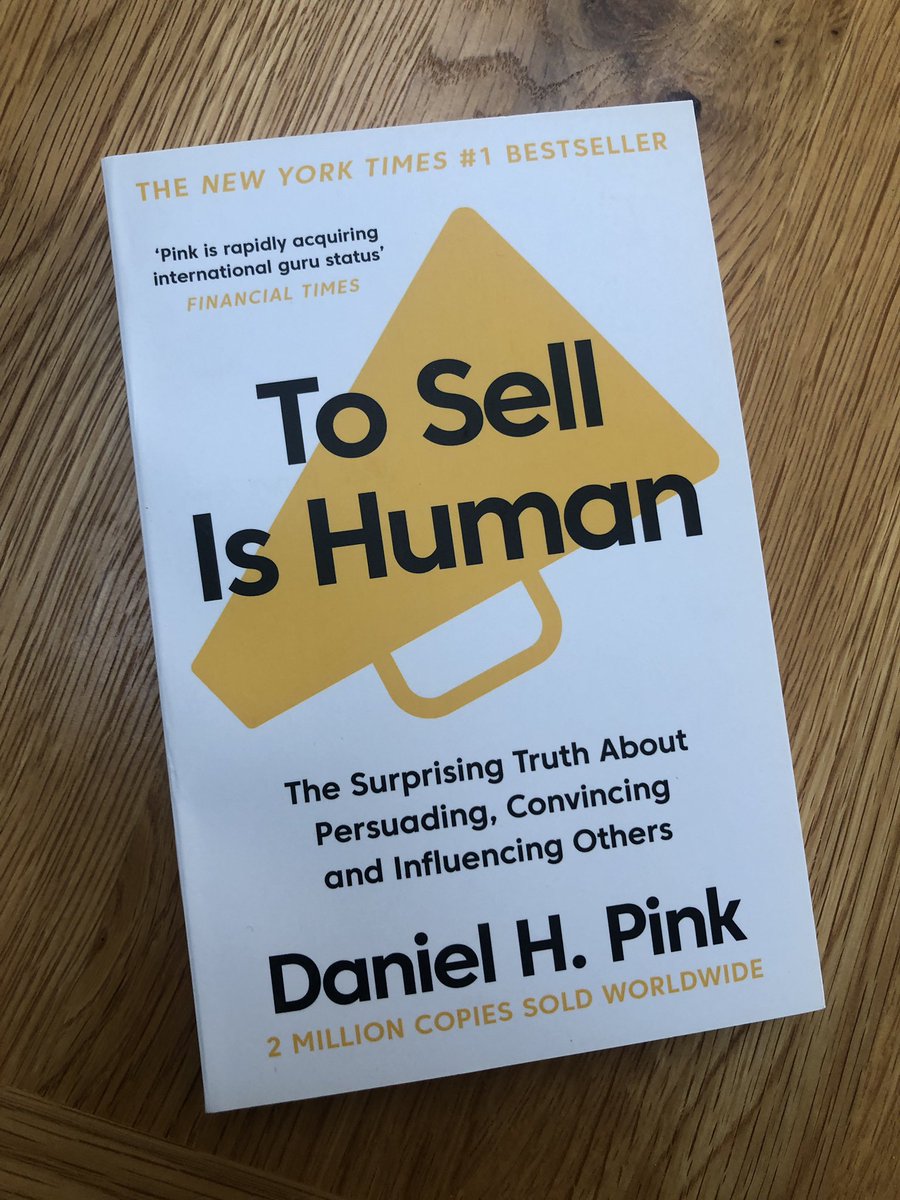 THE NEW YORK TIMES #1 BESTSELLER
‘Pink is rapidly acquiring
international guru status’
FINANCIAL TIMES
To Sell
Is Human
The Surprising Truth About
Persuading, Convincing
and Influencing Others
Daniel H. Pink
2 MILLION COPIES SOLD WORLDWIDE